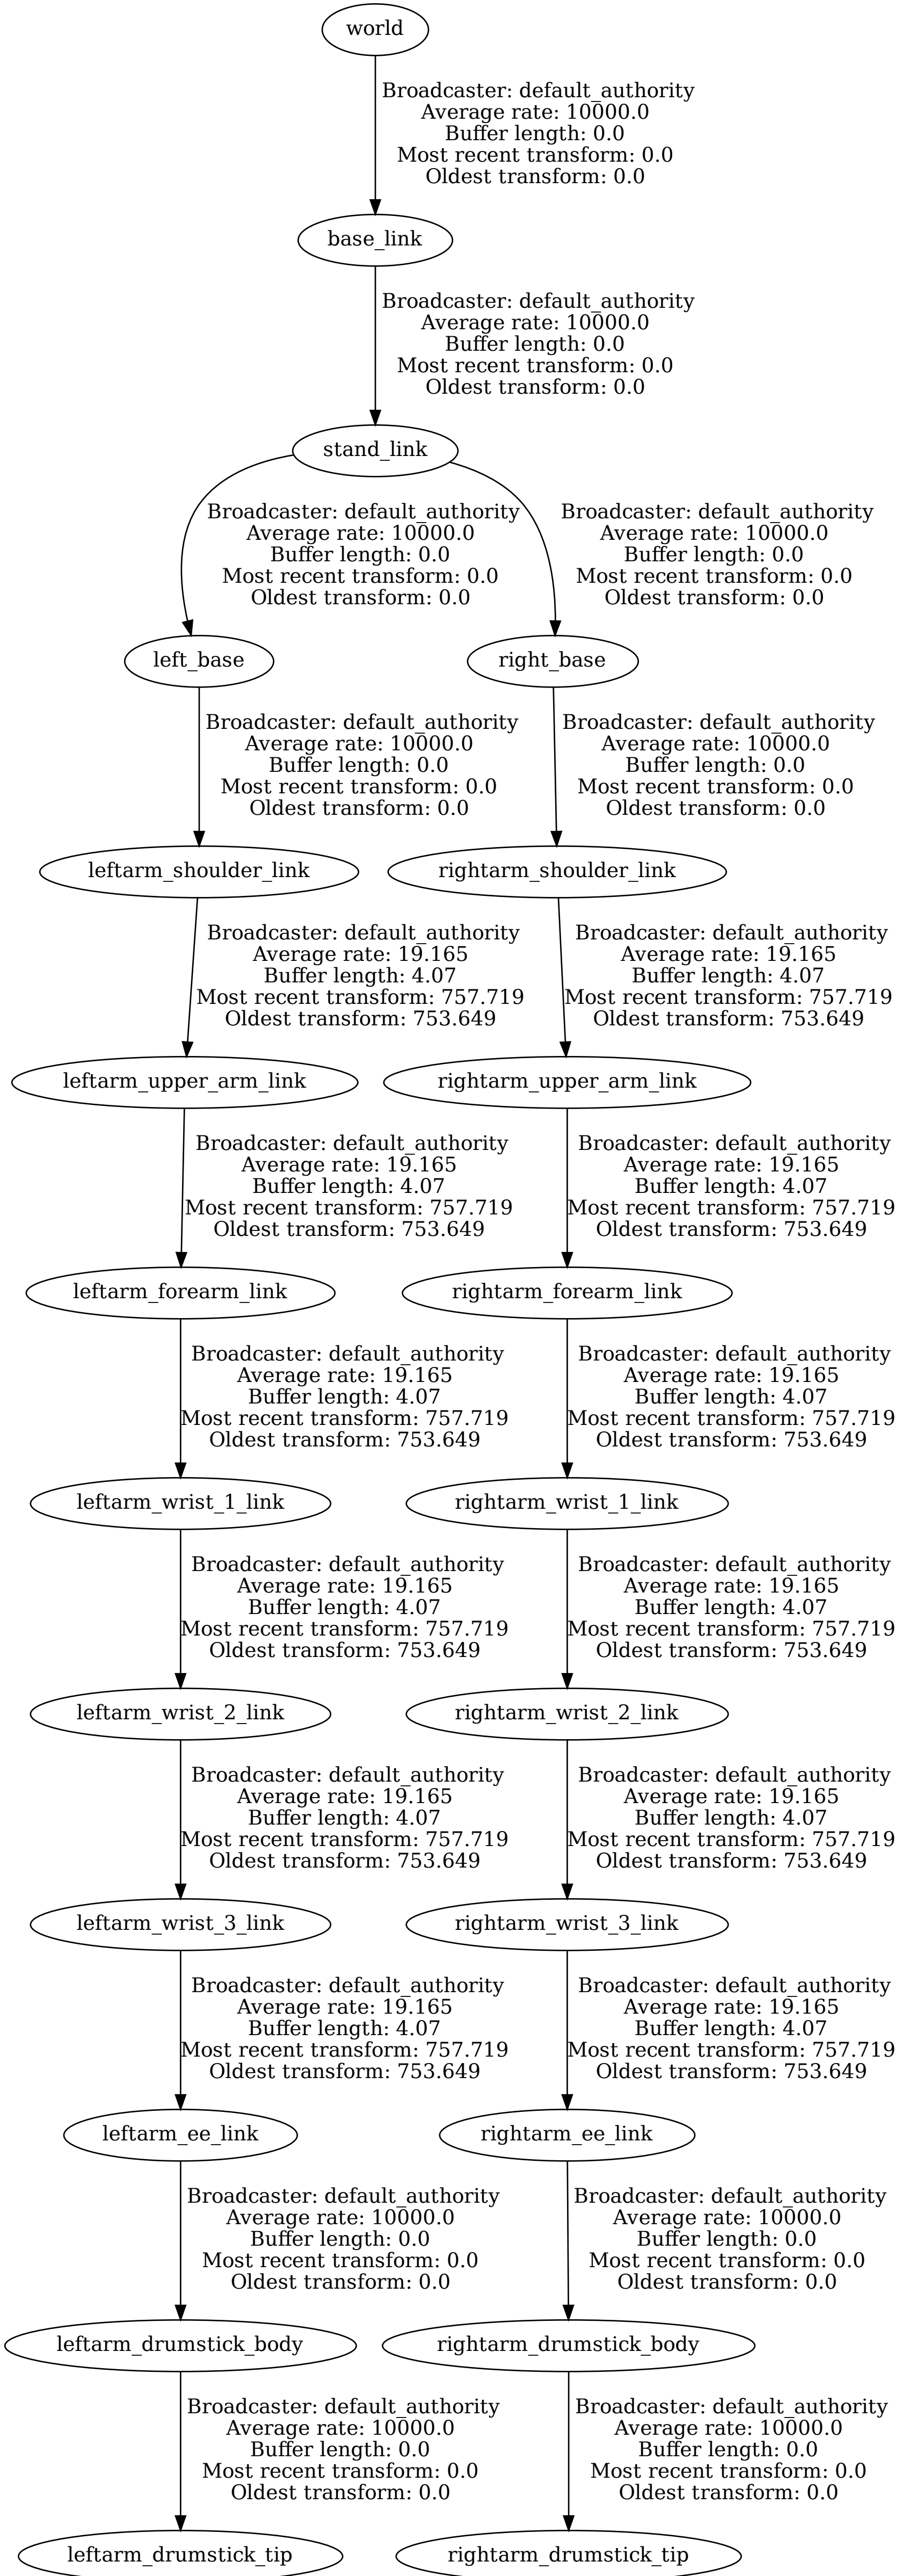 world
Broadcaster: default_authority
Average rate: 10000.0
Buffer length: 0.0
Most recent transform: 0.0
Oldest transform: 0.0
base_link
Broadcaster: default_authority
Average rate: 10000.0
Buffer length: 0.0
Most recent transform: 0.0
Oldest transform: 0.0
stand_link
Broadcaster: default_authority
Average rate: 10000.0
Buffer length: 0.0
Most recent transform: 0.0
Oldest transform: 0.0
Broadcaster: default_authority
Average rate: 10000.0
Buffer length: 0.0
Most recent transform: 0.0
Oldest transform: 0.0
left_base
right_base
Broadcaster: default_authority
Average rate: 10000.0
Buffer length: 0.0
Most recent transform: 0.0
Oldest transform: 0.0
Broadcaster: default_authority
Average rate: 10000.0
Buffer length: 0.0
Most recent transform: 0.0
Oldest transform: 0.0
leftarm_shoulder_link
rightarm_shoulder_link
Broadcaster: default_authority
Average rate: 19.165
Buffer length: 4.07
Most recent transform: 757.719
Oldest transform: 753.649
Broadcaster: default_authority
Average rate: 19.165
Buffer length: 4.07
Most recent transform: 757.719
Oldest transform: 753.649
leftarm_upper_arm_link
rightarm_upper_arm_link
Broadcaster: default_authority
Average rate: 19.165
Buffer length: 4.07
Most recent transform: 757.719
Oldest transform: 753.649
Broadcaster: default_authority
Average rate: 19.165
Buffer length: 4.07
Most recent transform: 757.719
Oldest transform: 753.649
leftarm_forearm_link
rightarm_forearm_link
Broadcaster: default_authority
Average rate: 19.165
Buffer length: 4.07
Most recent transform: 757.719
Oldest transform: 753.649
Broadcaster: default_authority
Average rate: 19.165
Buffer length: 4.07
Most recent transform: 757.719
Oldest transform: 753.649
leftarm_wrist_1_link
rightarm_wrist_1_link
Broadcaster: default_authority
Average rate: 19.165
Buffer length: 4.07
Most recent transform: 757.719
Oldest transform: 753.649
Broadcaster: default_authority
Average rate: 19.165
Buffer length: 4.07
Most recent transform: 757.719
Oldest transform: 753.649
leftarm_wrist_2_link
rightarm_wrist_2_link
Broadcaster: default_authority
Average rate: 19.165
Buffer length: 4.07
Most recent transform: 757.719
Oldest transform: 753.649
Broadcaster: default_authority
Average rate: 19.165
Buffer length: 4.07
Most recent transform: 757.719
Oldest transform: 753.649
leftarm_wrist_3_link
rightarm_wrist_3_link
Broadcaster: default_authority
Average rate: 19.165
Buffer length: 4.07
Most recent transform: 757.719
Oldest transform: 753.649
Broadcaster: default_authority
Average rate: 19.165
Buffer length: 4.07
Most recent transform: 757.719
Oldest transform: 753.649
leftarm_ee_link
rightarm_ee_link
Broadcaster: default_authority
Average rate: 10000.0
Buffer length: 0.0
Most recent transform: 0.0
Oldest transform: 0.0
Broadcaster: default_authority
Average rate: 10000.0
Buffer length: 0.0
Most recent transform: 0.0
Oldest transform: 0.0
leftarm_drumstick_body
rightarm_drumstick_body
Broadcaster: default_authority
Average rate: 10000.0
Buffer length: 0.0
Most recent transform: 0.0
Oldest transform: 0.0
Broadcaster: default_authority
Average rate: 10000.0
Buffer length: 0.0
Most recent transform: 0.0
Oldest transform: 0.0
leftarm_drumstick_tip
rightarm_drumstick_tip